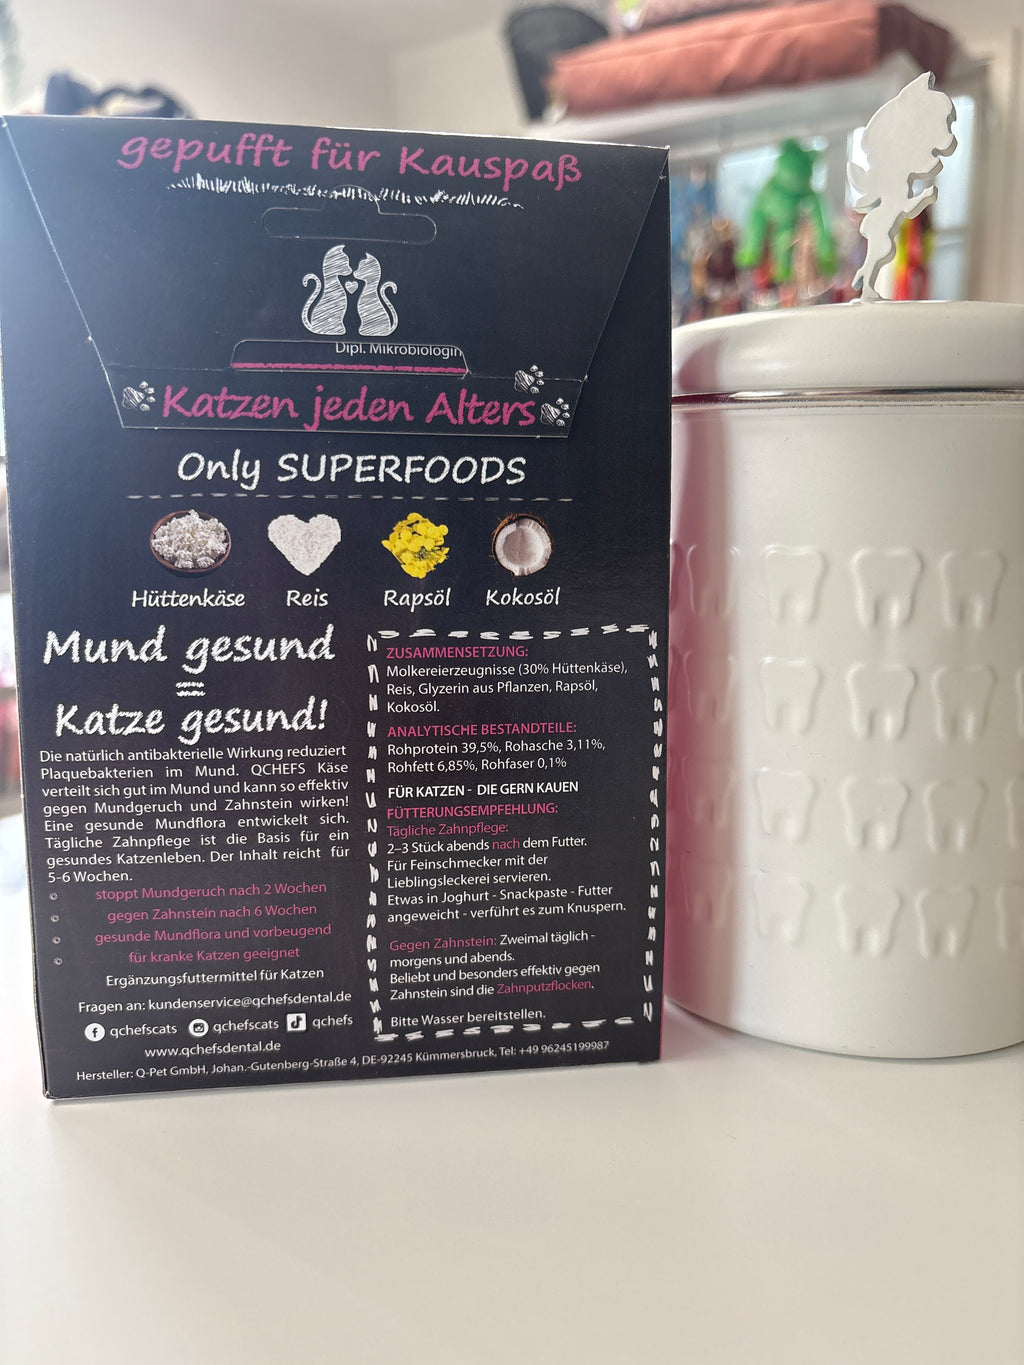 gepufft für Kauspaß
Dipl. Mikrobiologin
Katzen jeden Alters
Only SUPERFOODS
Hüttenkäse Reis Rapsöl Kokosöl
Mund gesund
=
Katze gesund!
Die natürlich antibakterielle Wirkung reduziert
Plaquebakterien im Mund. QCHEFS Käse
verteilt sich gut im Mund und kann so effektiv
gegen Mundgeruch und Zahnstein wirken!
Eine gesunde Mundflora entwickelt sich.
Tägliche Zahnpflege ist die Basis für ein
gesundes Katzenleben. Der Inhalt reicht für
5-6 Wochen.
stoppt Mundgeruch nach 2 Wochen
gegen Zahnstein nach 6 Wochen
gesunde Mundflora und vorbeugend
für kranke Katzen geeignet
Ergänzungsfuttermittel für Katzen
Fragen an: kundenservice@qchefsdental.de
qchefscats qchefscats qchefs
www.qchefsdental.de
ZUSAMMENSETZUNG:
Molkereierzeugnisse (30% Hüttenkäse),
Reis, Glyzerin aus Pflanzen, Rapsöl,
Kokosöl.
ANALYTISCHE BESTANDTEILE:
Rohprotein 39,5%, Rohasche 3,11%,
Rohfett 6,85%, Rohfaser 0,1%
FÜR KATZEN - DIE GERN KAUEN
FÜTTERUNGSEMPFEHLUNG:
Tägliche Zahnpflege:
2–3 Stück abends nach dem Futter.
Für Feinschmecker mit der
Lieblingsleckerei servieren.
Etwas in Joghurt - Snackpaste - Futter
angeweicht - verführt es zum Knuspern.
Gegen Zahnstein: Zweimal täglich -
morgens und abends.
Beliebt und besonders effektiv gegen
Zahnstein sind die Zahnputzflocken.
Bitte Wasser bereitstellen.
Hersteller: Q-Pet GmbH, Johan.-Gutenberg-Straße 4, DE-92245 Kümmersbruck, Tel: +49 96245199987